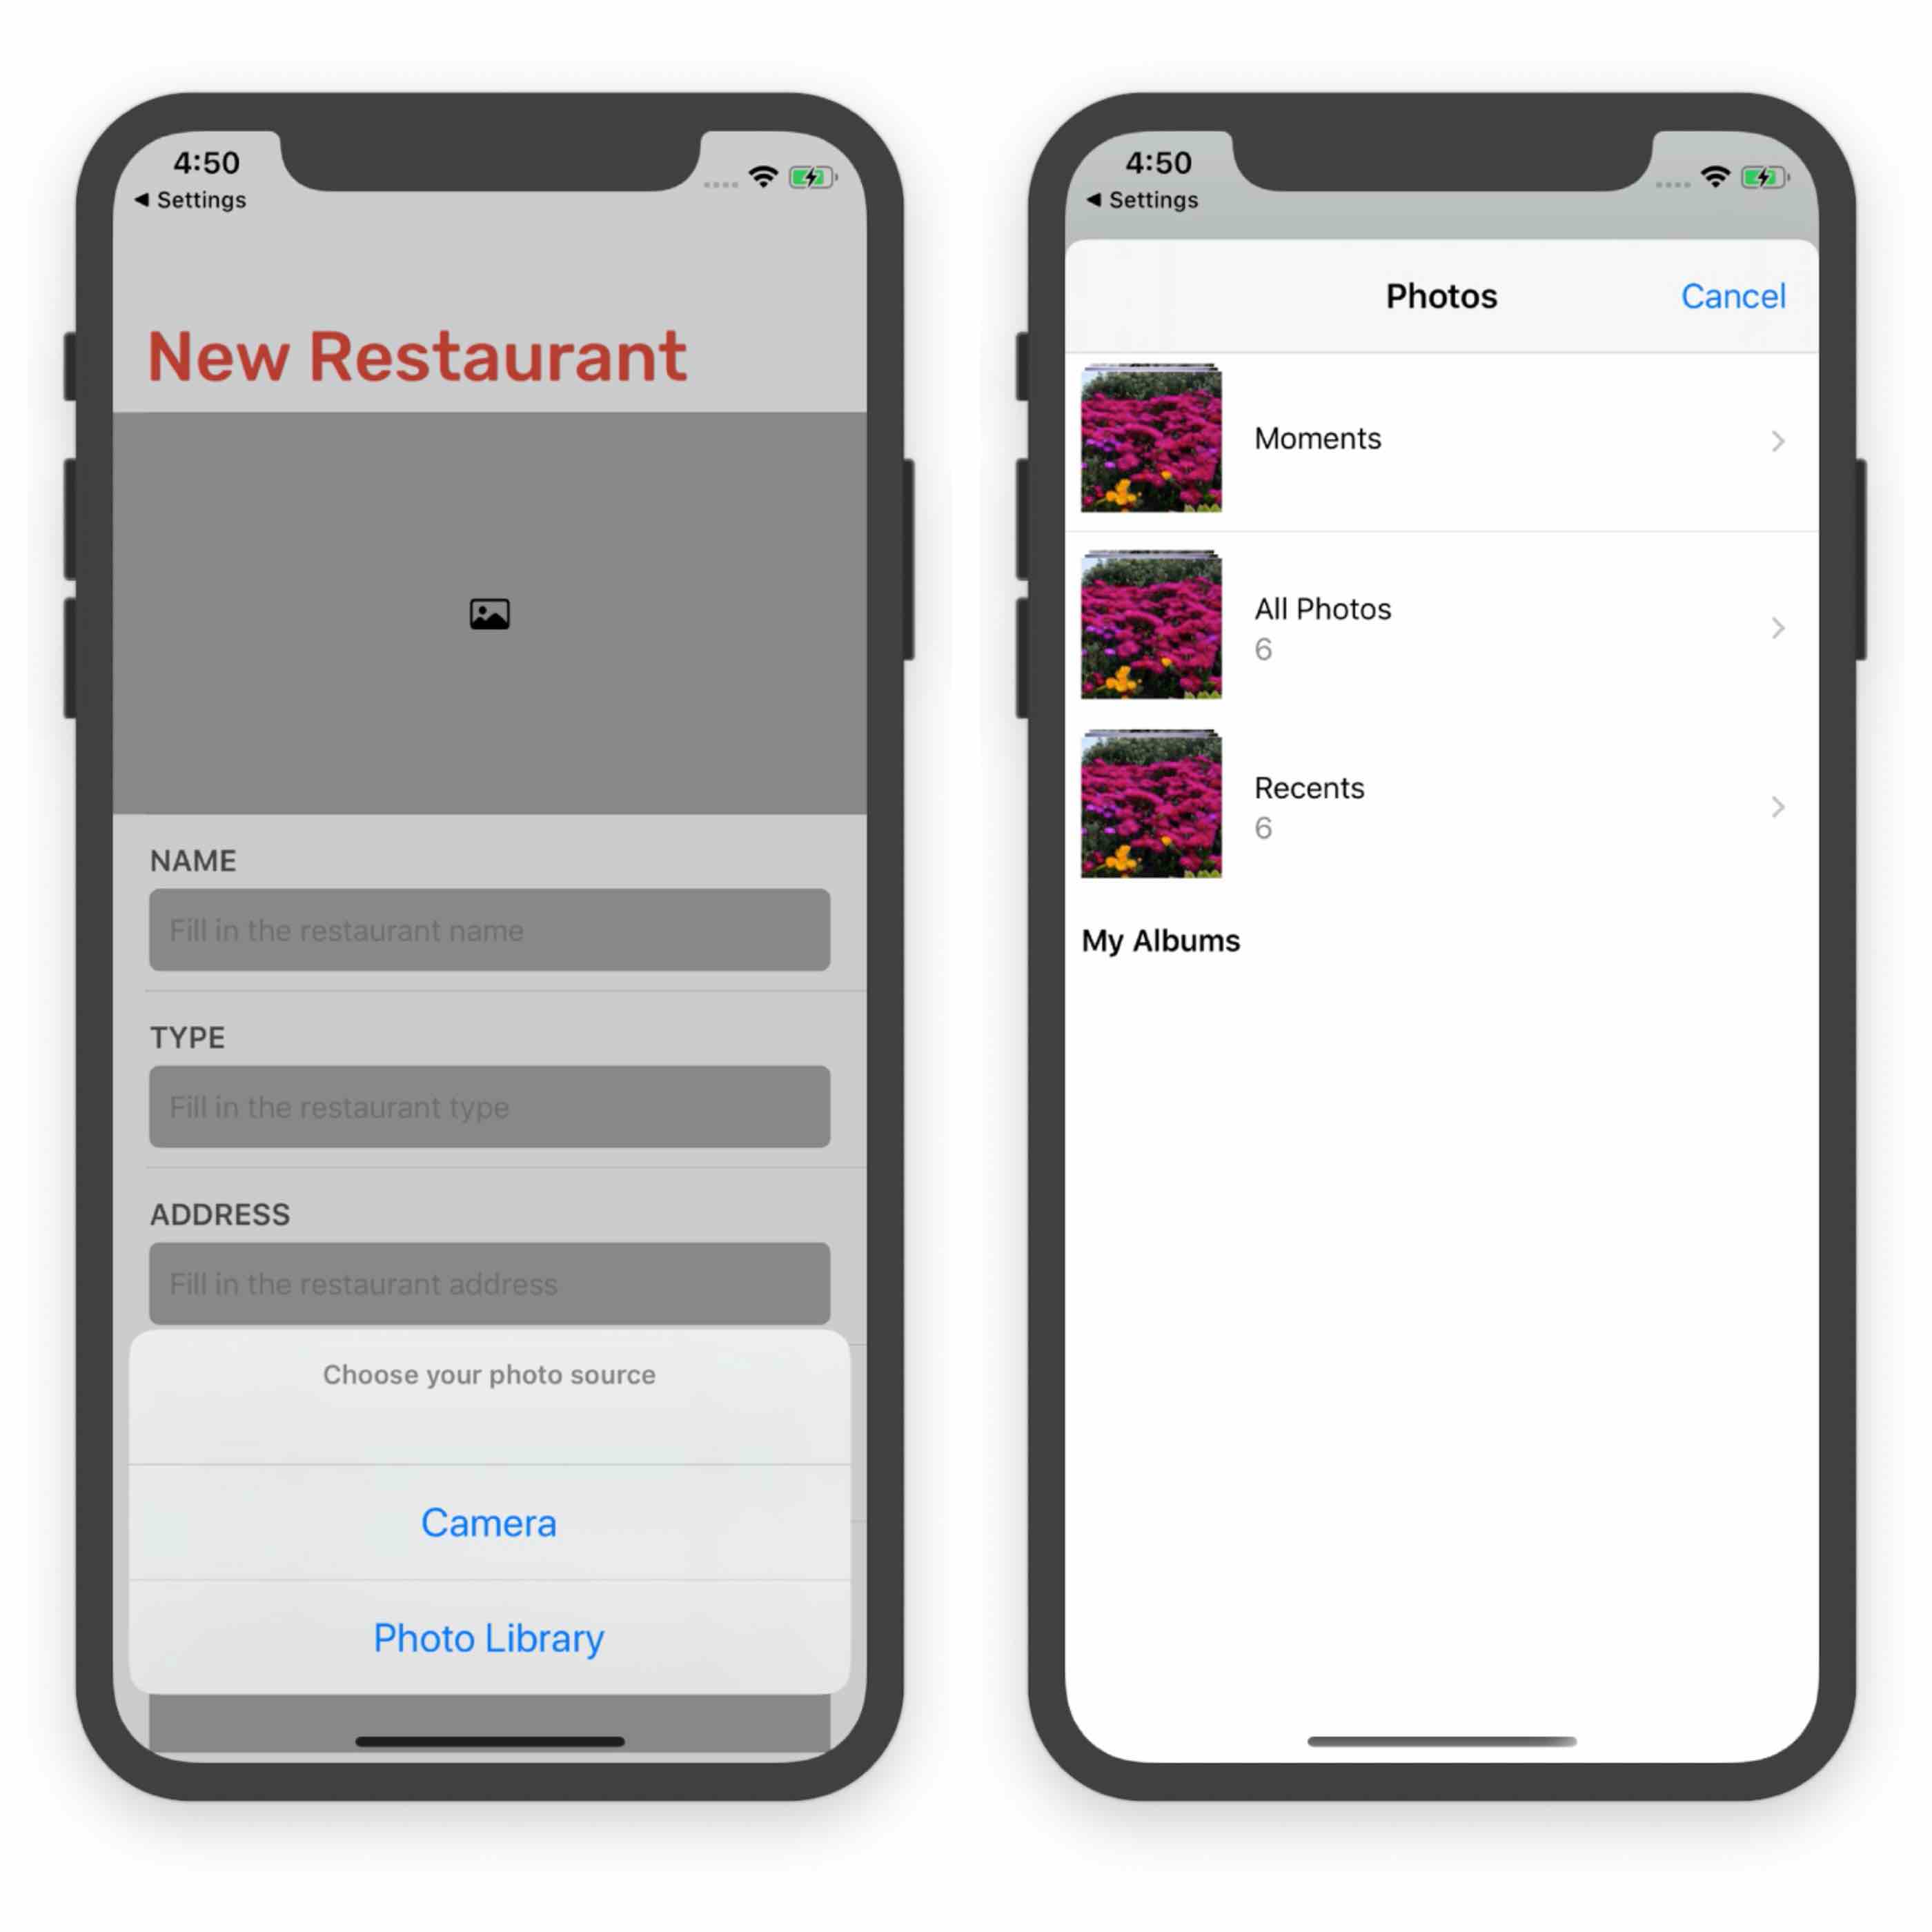 4:50
◀ Settings
New Restaurant
NAME
Fill in the restaurant name
TYPE
Fill in the restaurant type
ADDRESS
Fill in the restaurant address
Choose your photo source
Camera
Photo Library
4:50
◀ Settings
Photos
Cancel
Moments
All Photos
6
Recents
6
My Albums